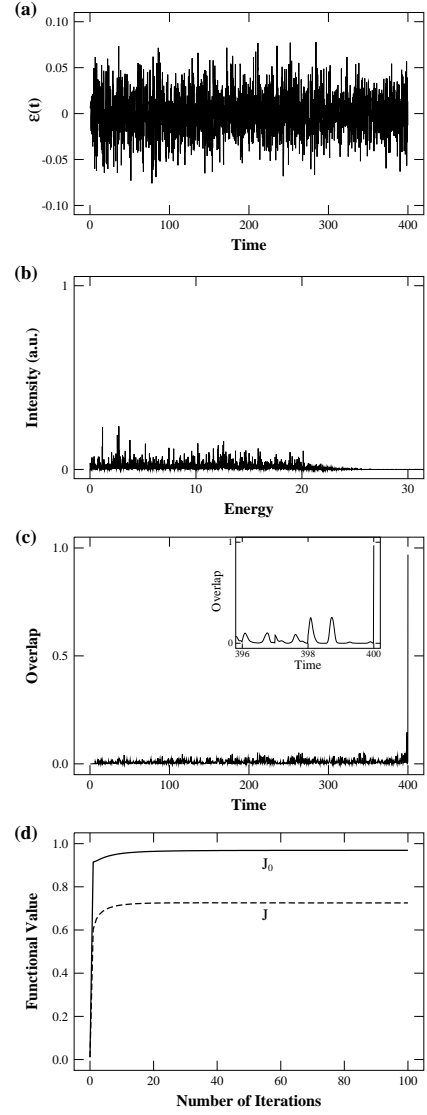 (a)
0.10
0.05
0
-0.05
-0.10
ε(t)
0 100 200 300 400
Time
(b)
1
0
Intensity (a.u.)
0 10 20 30
Energy
(c)
1.0
0.5
0.0
Overlap
1
0
Overlap
396 398 400
Time
0 100 200 300 400
Time
(d)
1.0
0.8
0.6
0.4
0.2
0.0
Functional Value
J₀
J
0 20 40 60 80 100
Number of Iterations